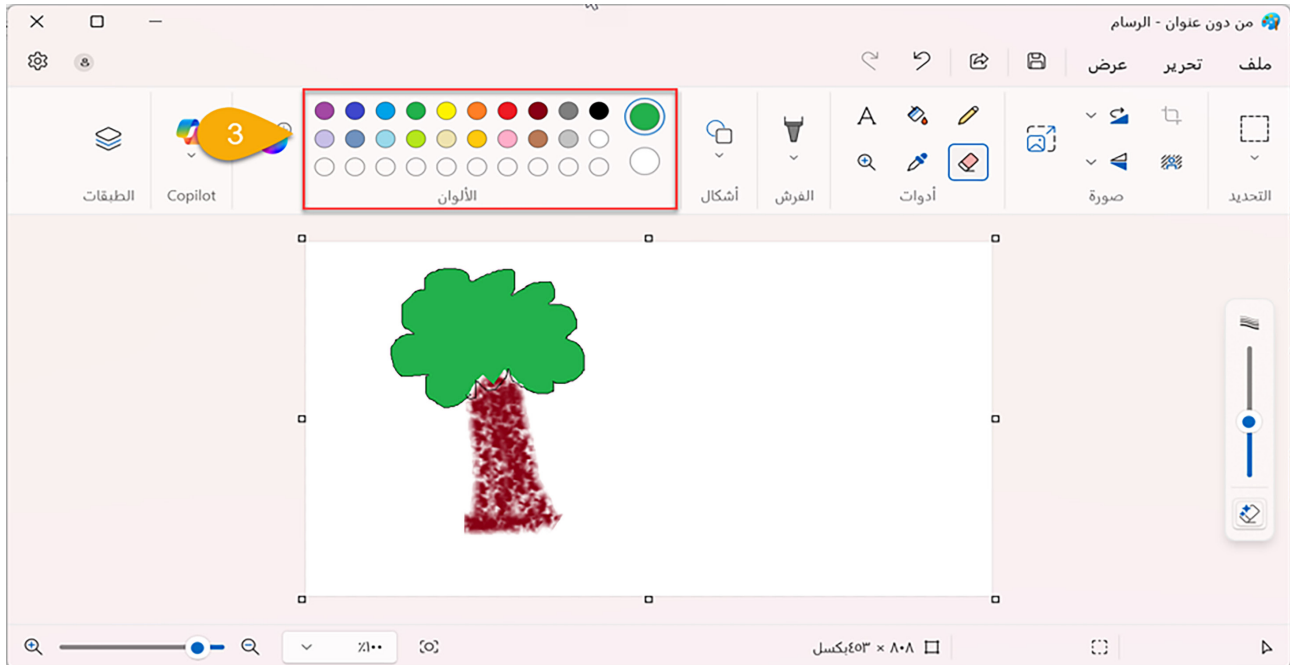 من دون عنوان - الرسام
ملف تحرير عرض
3
A
التحديد
صورة
أدوات
الفرش
أشكال
الألوان
Copilot
الطبقات
٨٠٨ × ٤٥٣بكسل
٪١٠٠